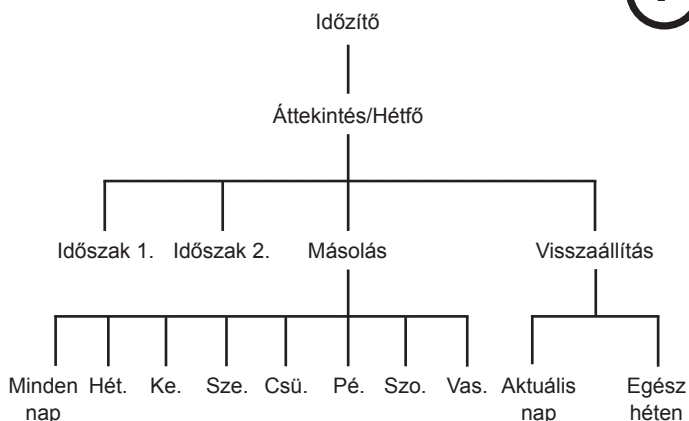 Időzítő
Áttekintés/Hétfő
Időszak 1. Időszak 2. Másolás Visszaállítás
Minden nap Hét. Ke. Sze. Csü. Pé. Szo. Vas. Aktuális nap Egész héten